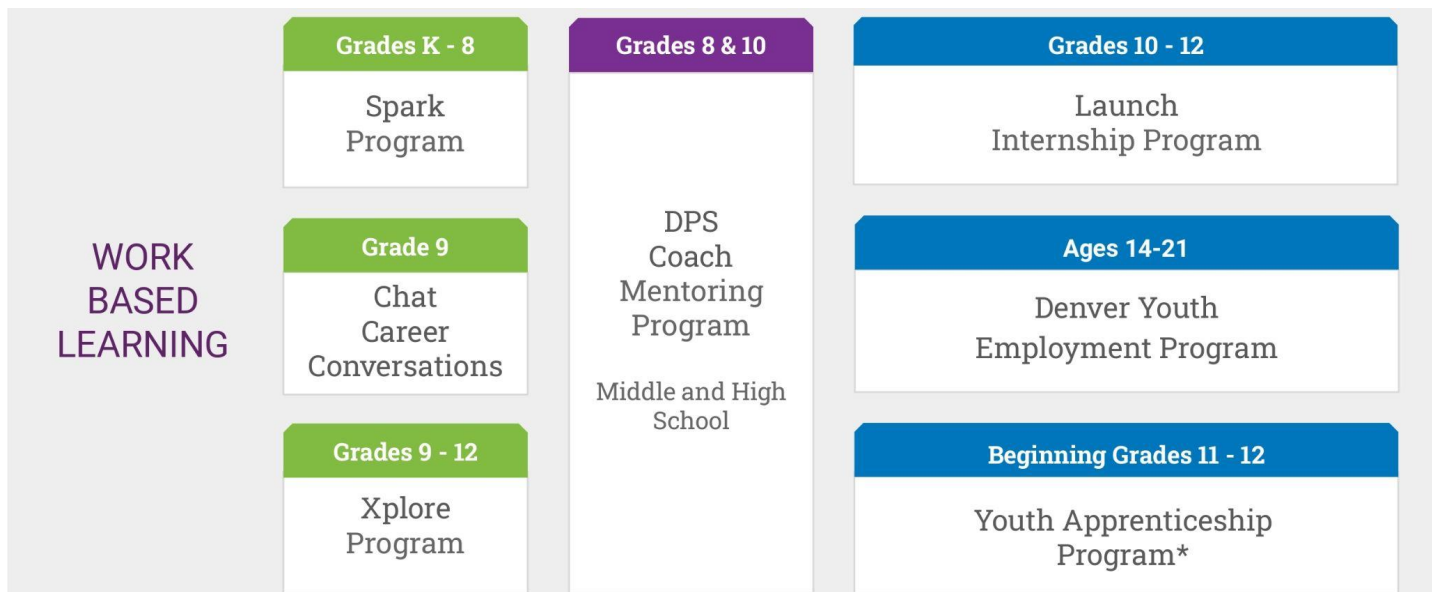 WORK
BASED
LEARNING
Grades K - 8
Spark
Program
Grade 9
Chat
Career
Conversations
Grades 9 - 12
Xplore
Program
Grades 8 & 10
DPS
Coach
Mentoring
Program
Middle and High
School
Grades 10 - 12
Launch
Internship Program
Ages 14-21
Denver Youth
Employment Program
Beginning Grades 11 - 12
Youth Apprenticeship
Program*